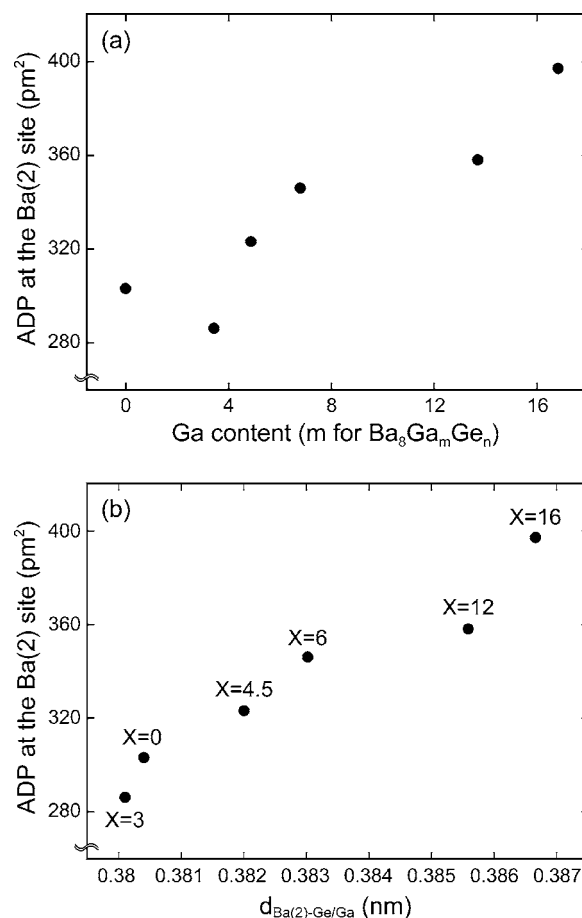 (a)
ADP at the Ba(2) site (pm²)
400
360
320
280
0 4 8 12 16
Ga content (m for Ba₈GaₘGeₙ)
(b)
ADP at the Ba(2) site (pm²)
400
360
320
280
X=16
X=12
X=6
X=4.5
X=0
X=3
0.38 0.381 0.382 0.383 0.384 0.385 0.386 0.387
d_Ba(2)-Ge/Ga (nm)